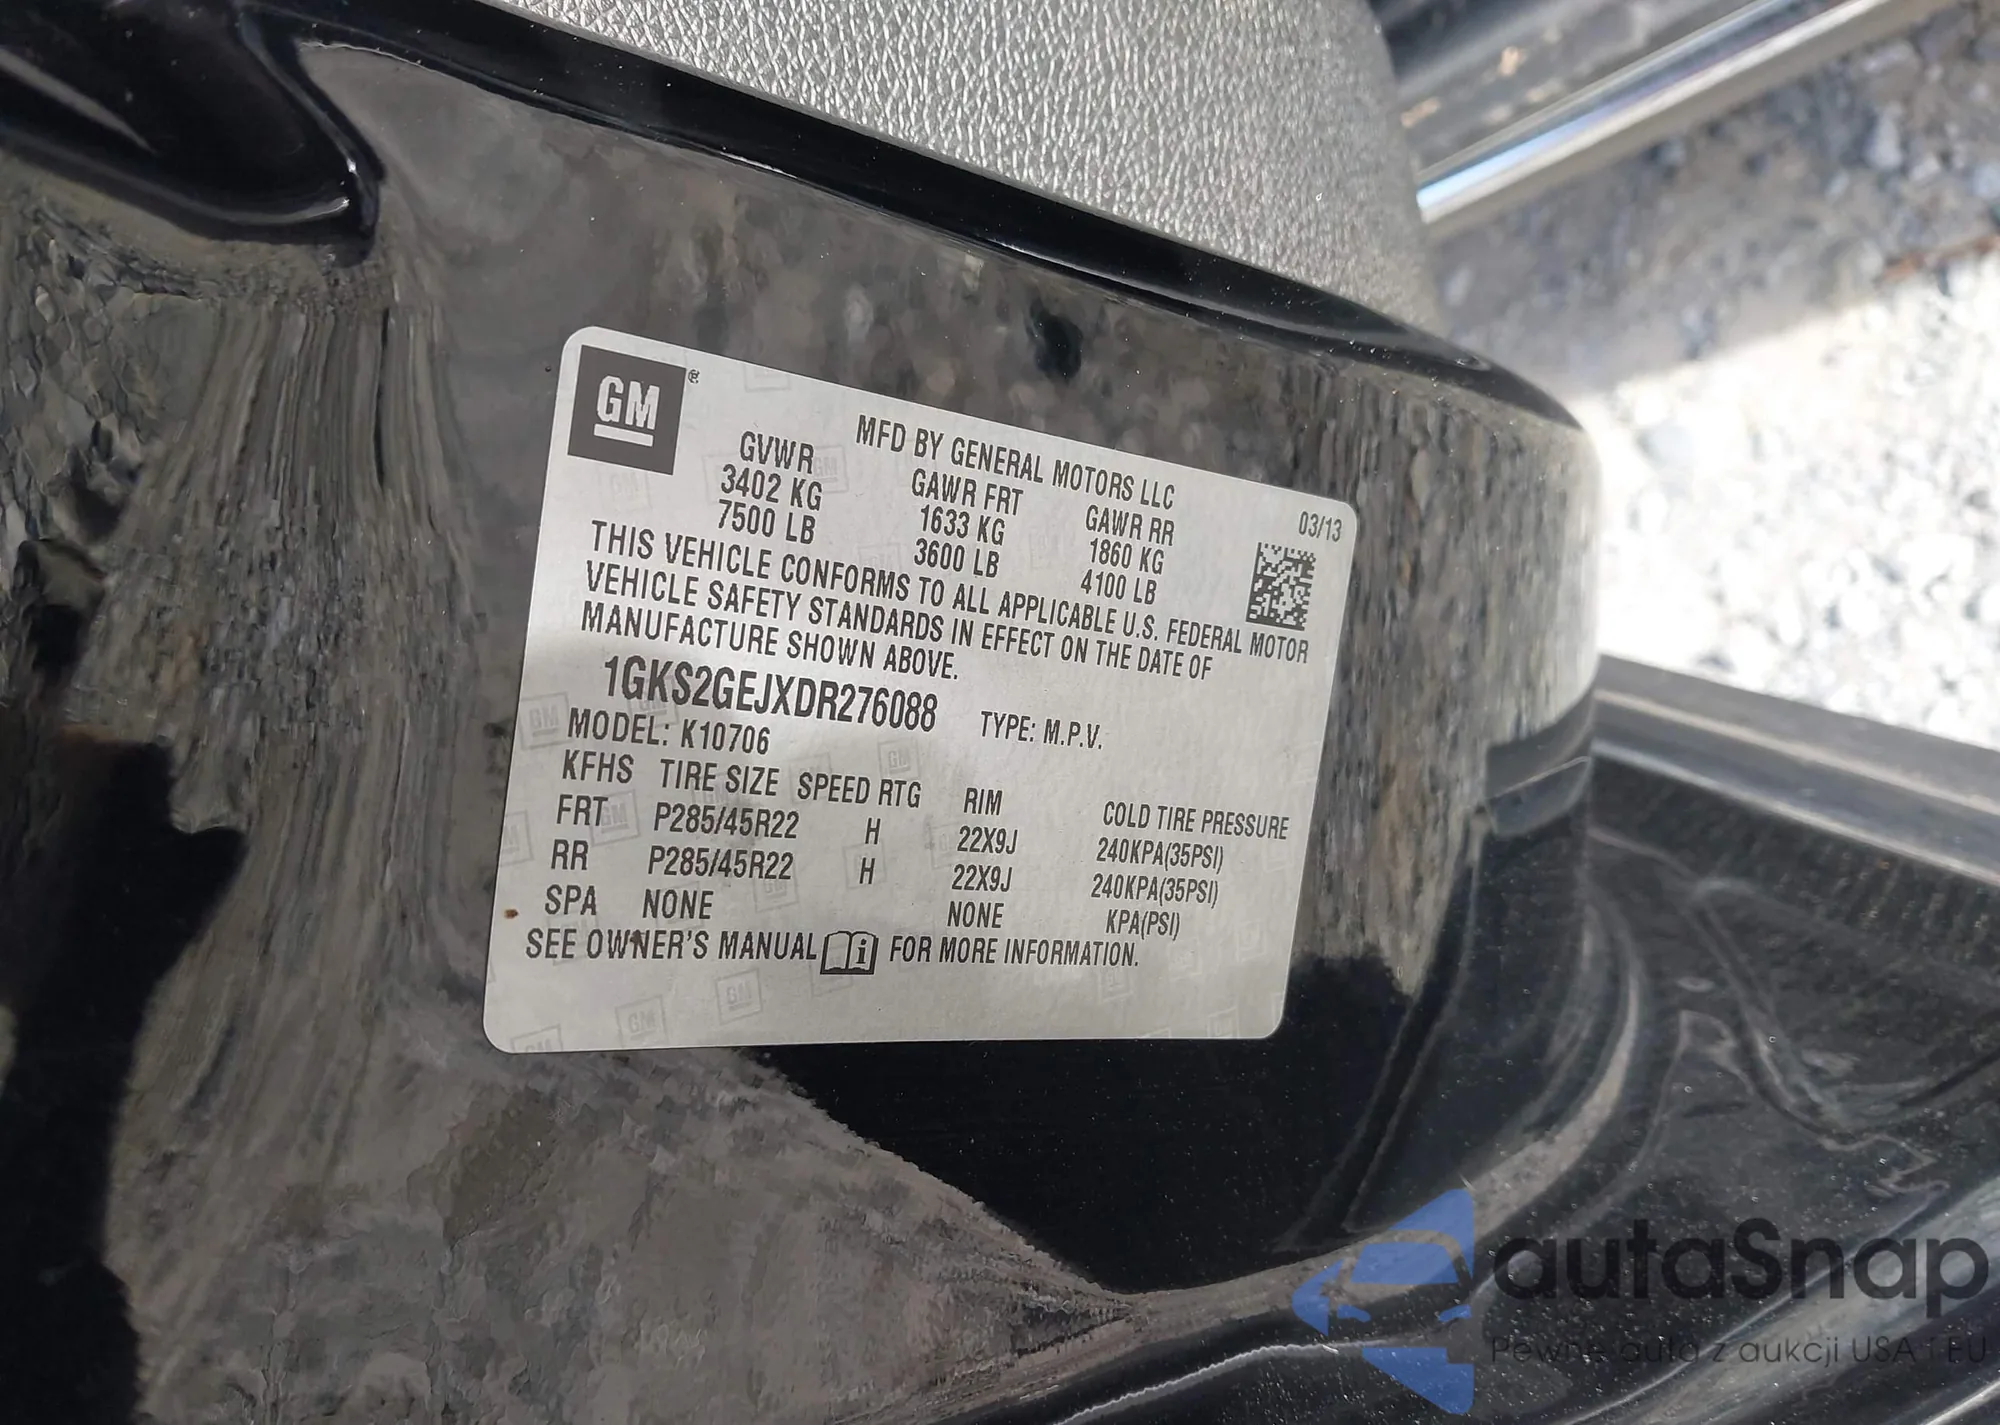 GM®
MFD BY GENERAL MOTORS LLC
03/13
GVWR GAWR FRT GAWR RR
3402 KG 1633 KG 1860 KG
7500 LB 3600 LB 4100 LB
THIS VEHICLE CONFORMS TO ALL APPLICABLE U.S. FEDERAL MOTOR
VEHICLE SAFETY STANDARDS IN EFFECT ON THE DATE OF
MANUFACTURE SHOWN ABOVE.
1GKS2GEJXDR276088 TYPE: M.P.V.
MODEL: K10706
KFHS TIRE SIZE SPEED RTG RIM COLD TIRE PRESSURE
FRT P285/45R22 H 22X9J 240KPA(35PSI)
RR P285/45R22 H 22X9J 240KPA(35PSI)
SPA NONE NONE KPA(PSI)
SEE OWNER'S MANUAL i FOR MORE INFORMATION.
autaSnap
Pewne auta z aukcji USA i EU